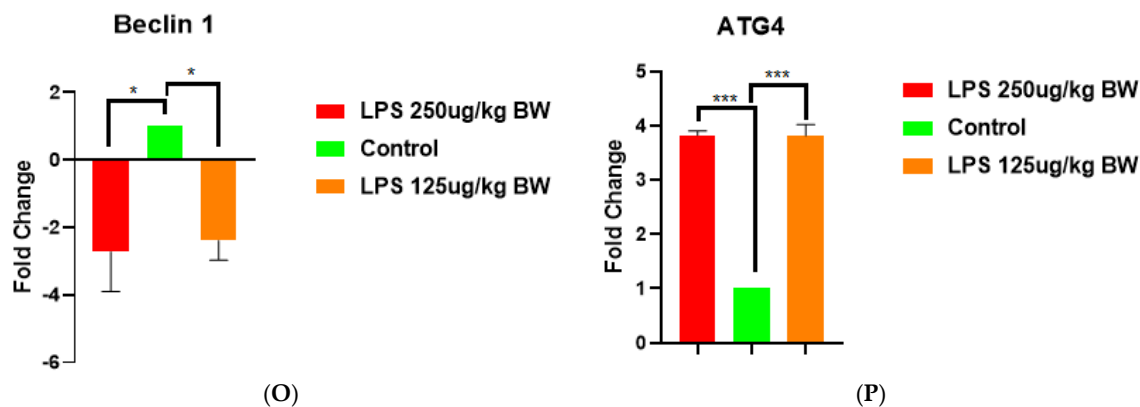 Beclin 1
Fold Change
2
0
-2
-4
-6
*
*
LPS 250ug/kg BW
Control
LPS 125ug/kg BW
(O)
ATG4
Fold Change
5
4
3
2
1
0
***
***
LPS 250ug/kg BW
Control
LPS 125ug/kg BW
(P)